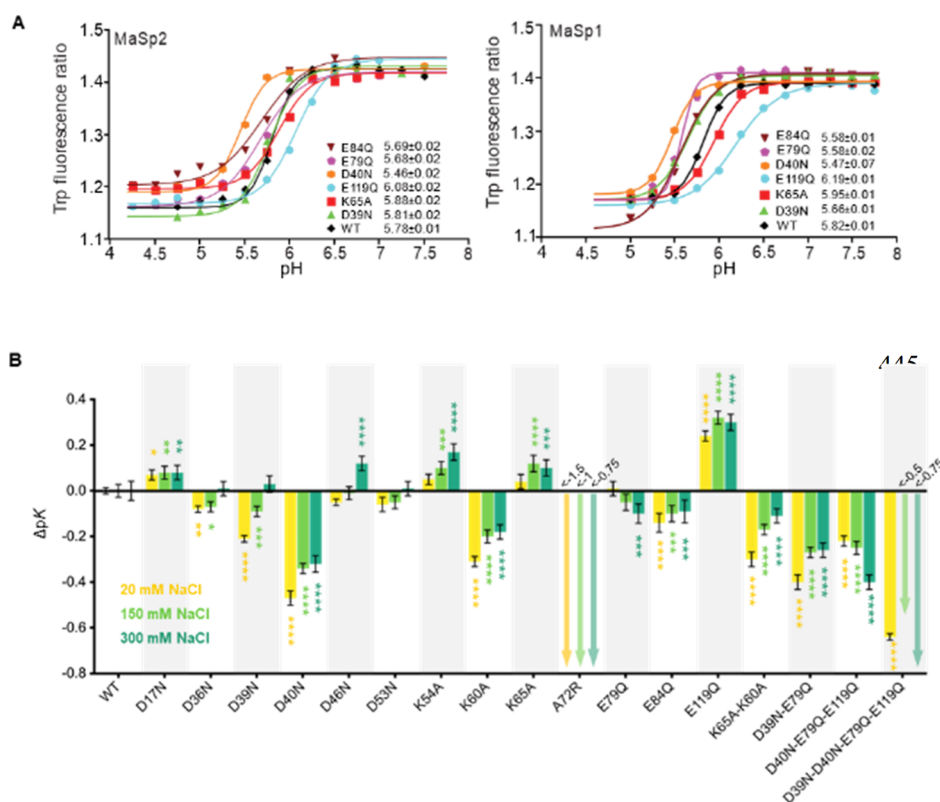 A
MaSp2
Trp fluorescence ratio
1.5
1.4
1.3
1.2
1.1
E84Q 5.69±0.02
E79Q 5.68±0.02
D40N 5.46±0.02
E119Q 6.08±0.02
K65A 5.88±0.02
D39N 5.81±0.02
WT 5.78±0.01
4 4.5 5 5.5 6 6.5 7 7.5 8
pH
MaSp1
Trp fluorescence ratio
1.5
1.4
1.3
1.2
1.1
E84Q 5.58±0.01
E79Q 5.58±0.02
D40N 5.47±0.07
E119Q 6.19±0.01
K65A 5.95±0.01
D39N 5.66±0.01
WT 5.82±0.01
4 4.5 5 5.5 6 6.5 7 7.5 8
pH
B
445
ΔpK
0.4
0.2
0.0
-0.2
-0.4
-0.6
-0.8
* ** **
** *
**** ***
**** **** ****
****
*** ****
**** **** ****
**** ***
<-1.5
<-1
<-0.75
***
**** *** ***
**** **** ****
**** **** ****
**** **** ****
**** **** ****
****
<-0.5
<-0.75
20 mM NaCl
150 mM NaCl
300 mM NaCl
WT
D17N
D36N
D39N
D40N
D46N
D53N
K54A
K60A
K65A
A72R
E79Q
E84Q
E119Q
K65A-K60A
D39N-E79Q
D40N-E79Q-E119Q
D39N-D40N-E79Q-E119Q